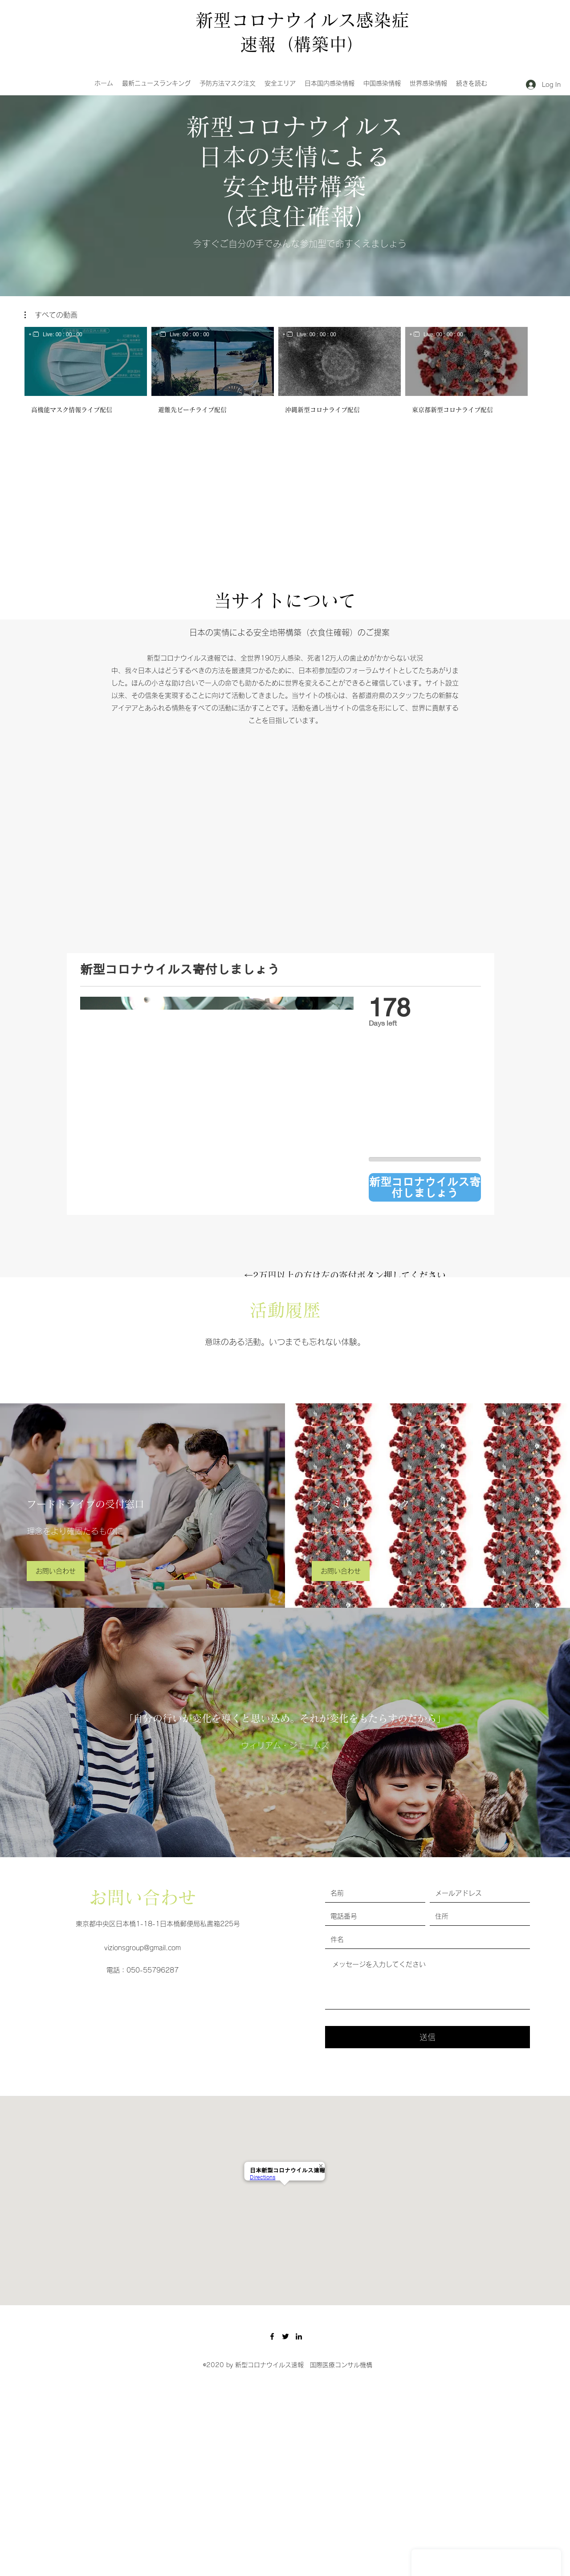 新型コロナウイルス感染症
速報（構築中）
ホーム 最新ニュースランキング 予防方法マスク注文 安全エリア 日本国内感染情報 中国感染情報 世界感染情報 続きを読む
Log In
新型コロナウイルス
日本の実情による
安全地帯構築
（衣食住確報）
今すぐご自分の手でみんな参加型で命すくえましょう
すべての動画
Live: 00 : 00 : 00
Live: 00 : 00 : 00
Live: 00 : 00 : 00
Live: 00 : 00 : 00
高機能マスク情報ライブ配信
避難先ビーチライブ配信
沖縄新型コロナライブ配信
東京都新型コロナライブ配信
当サイトについて
日本の実情による安全地帯構築（衣食住確報）のご提案
新型コロナウイルス速報では、全世界190万人感染、死者12万人の歯止めがかからない状況
中、我々日本人はどうするべきの方法を最速見つかるために、日本初参加型のフォーラムサイトとしてたちあがりま
した。ほんの小さな助け合いで一人の命でも助かるために世界を変えることができると確信しています。サイト設立
以来、その信条を実現することに向けて活動してきました。当サイトの核心は、各都道府県のスタッフたちの新鮮な
アイデアとあふれる情熱をすべての活動に活かすことです。活動を通し当サイトの信念を形にして、世界に貢献する
ことを目指しています。
新型コロナウイルス寄付しましょう
178
Days left
新型コロナウイルス寄
付しましょう
←2万円以上の方は左の寄付ボタン押してください
活動履歴
意味のある活動。いつまでも忘れない体験。
フードドライブの受付窓口
理念をより確固たるものに
お問い合わせ
お問い合わせ
「自分の行いが変化を導くと思い込め。それが変化をもたらすのだから」
ウィリアム・ジェームズ
お問い合わせ
東京都中央区日本橋1-18-1日本橋郵便局私書箱225号
vizionsgroup@gmail.com
電話：050-55796287
名前
メールアドレス
電話番号
住所
件名
メッセージを入力してください
送信
日本新型コロナウイルス速報
Directions
©2020 by 新型コロナウイルス速報　国際医療コンサル機構